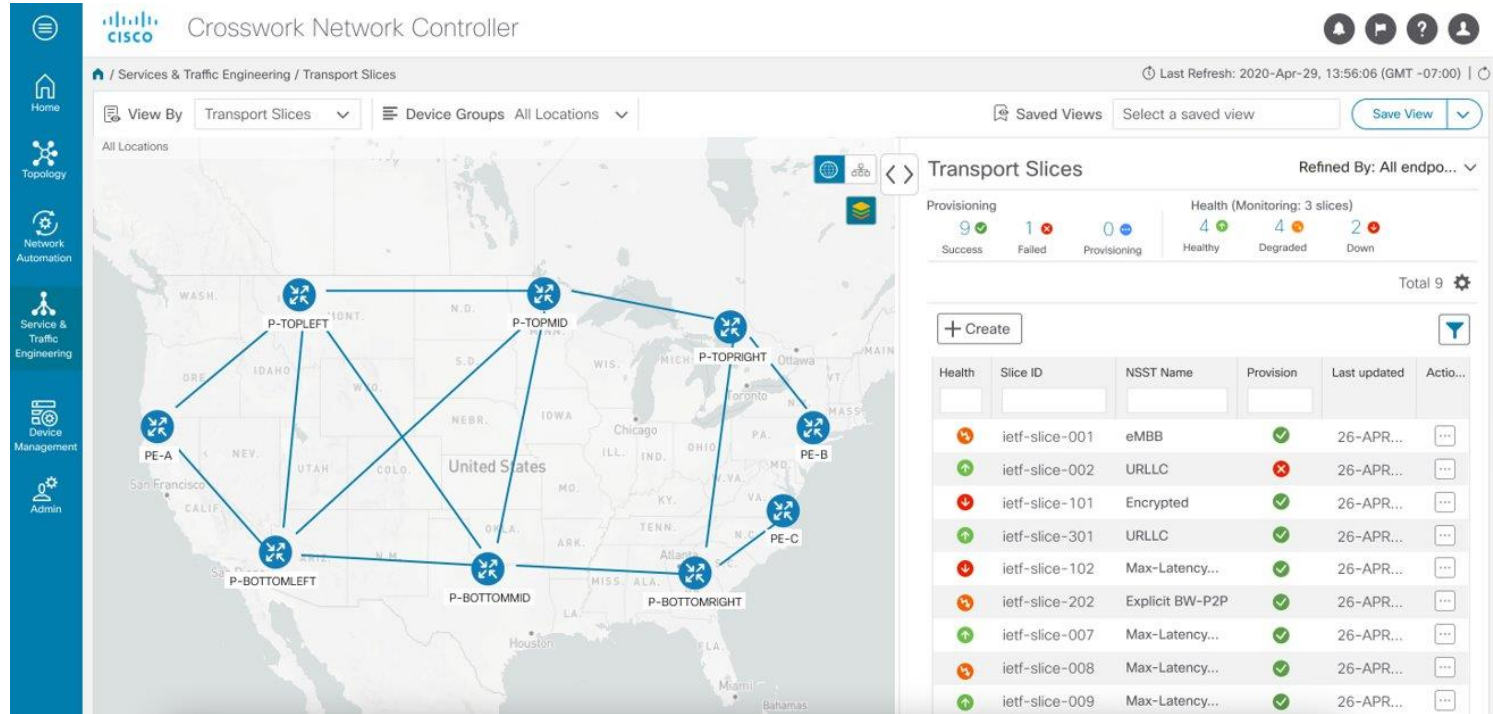 cisco
Crosswork Network Controller
Home
Topology
Network
Automation
Service &
Traffic
Engineering
Device
Management
Admin
/ Services & Traffic Engineering / Transport Slices
Last Refresh: 2020-Apr-29, 13:56:06 (GMT -07:00) |
View By Transport Slices
Device Groups All Locations
Saved Views Select a saved view Save View
All Locations
WASH.
MONT.
N.D.
MINN.
P-TOPLEFT
P-TOPMID
P-TOPRIGHT
Ottawa
MAIN
ORE.
IDAHO
WYO.
S.D.
WIS.
MICH.
VT.
Toronto
N.Y.
MASS
NEBR.
IOWA
Chicago
PE-A
NEV.
UTAH
COLO.
United States
ILL.
IND.
OHIO
PA.
PE-B
MD.
San Francisco
CALIF.
MO.
W.VA.
KY.
VA.
OKLA.
TENN.
N.C.
PE-C
ARIZ.
N.M.
ARK.
Atlanta
S.C.
P-BOTTOMLEFT
P-BOTTOMMID
MISS.
ALA.
P-BOTTOMRIGHT
LA.
Houston
FLA.
Miami
Bahamas
Transport Slices
Refined By: All endpo...
Provisioning
Health (Monitoring: 3 slices)
9 1 0 4 4 2
Success Failed Provisioning Healthy Degraded Down
Total 9
+ Create
Health Slice ID NSST Name Provision Last updated Actio...
ietf-slice-001 eMBB 26-APR...
ietf-slice-002 URLLC 26-APR...
ietf-slice-101 Encrypted 26-APR...
ietf-slice-301 URLLC 26-APR...
ietf-slice-102 Max-Latency... 26-APR...
ietf-slice-202 Explicit BW-P2P 26-APR...
ietf-slice-007 Max-Latency... 26-APR...
ietf-slice-008 Max-Latency... 26-APR...
ietf-slice-009 Max-Latency... 26-APR...